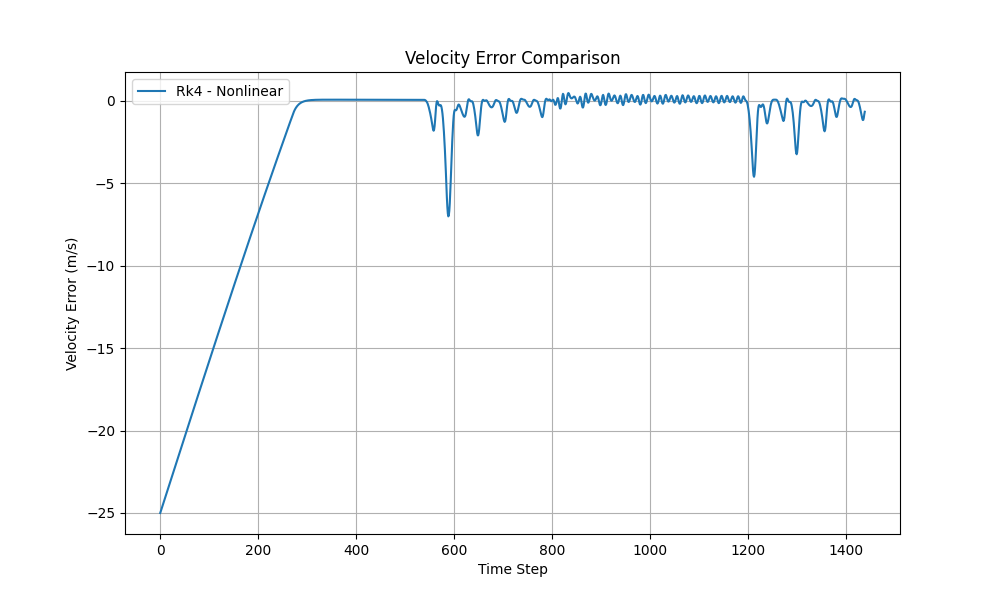 Velocity Error Comparison
Rk4 - Nonlinear
Velocity Error (m/s)
0
−5
−10
−15
−20
−25
0 200 400 600 800 1000 1200 1400
Time Step